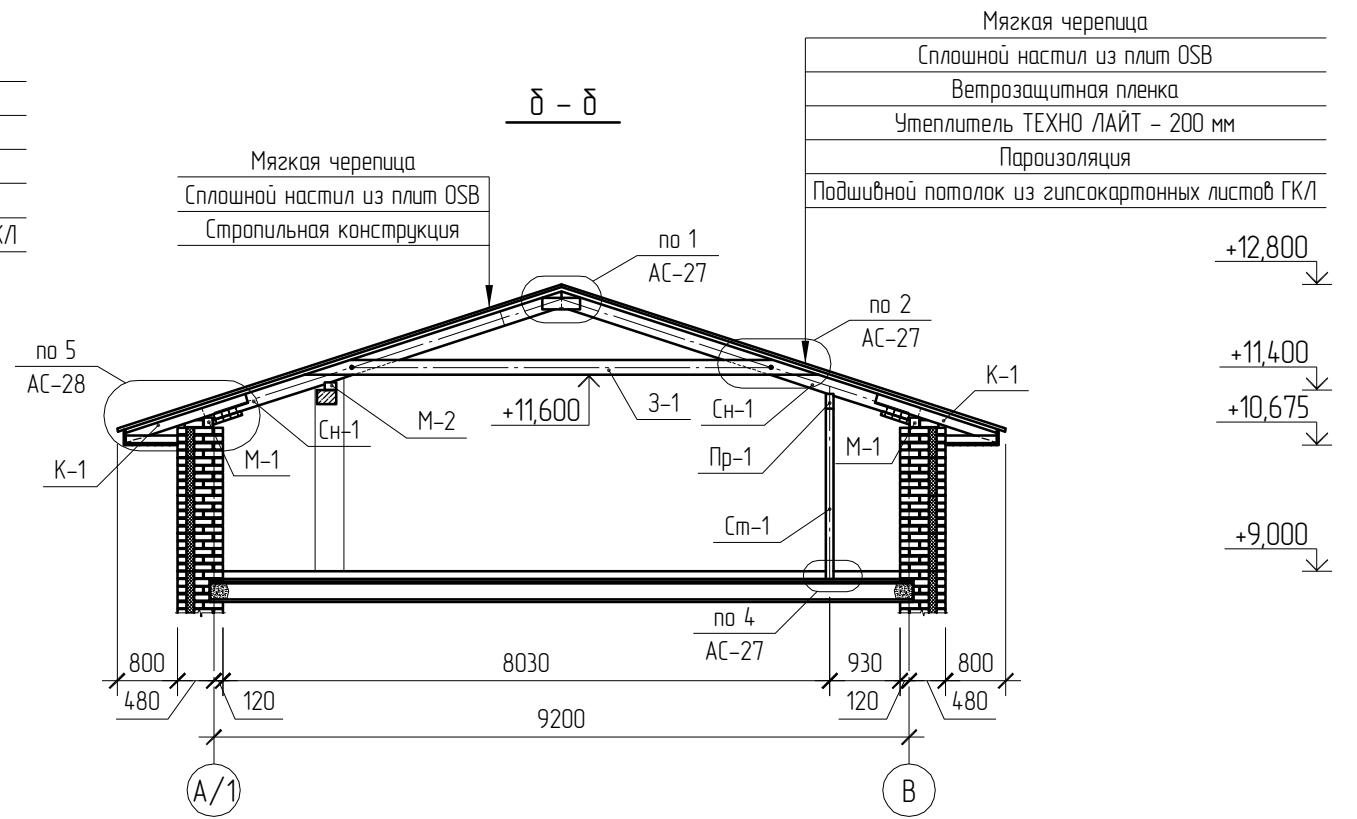 КЛ
δ – δ
Мягкая черепица
Сплошной настил из плит OSB
Стропильная конструкция
Мягкая черепица
Сплошной настил из плит OSB
Ветрозащитная пленка
Утеплитель ТЕХНО ЛАЙТ – 200 мм
Пароизоляция
Подшивной потолок из гипсокартонных листов ГКЛ
по 1
АС–27
по 2
АС–27
по 5
АС–28
+12,800
+11,400
+10,675
+9,000
К–1
М–1
Сн–1
М–2
+11,600
З–1
Сн–1
Пр–1
М–1
К–1
Ст–1
по 4
АС–27
800
8030
930
800
480
120
120
480
9200
А/1
В